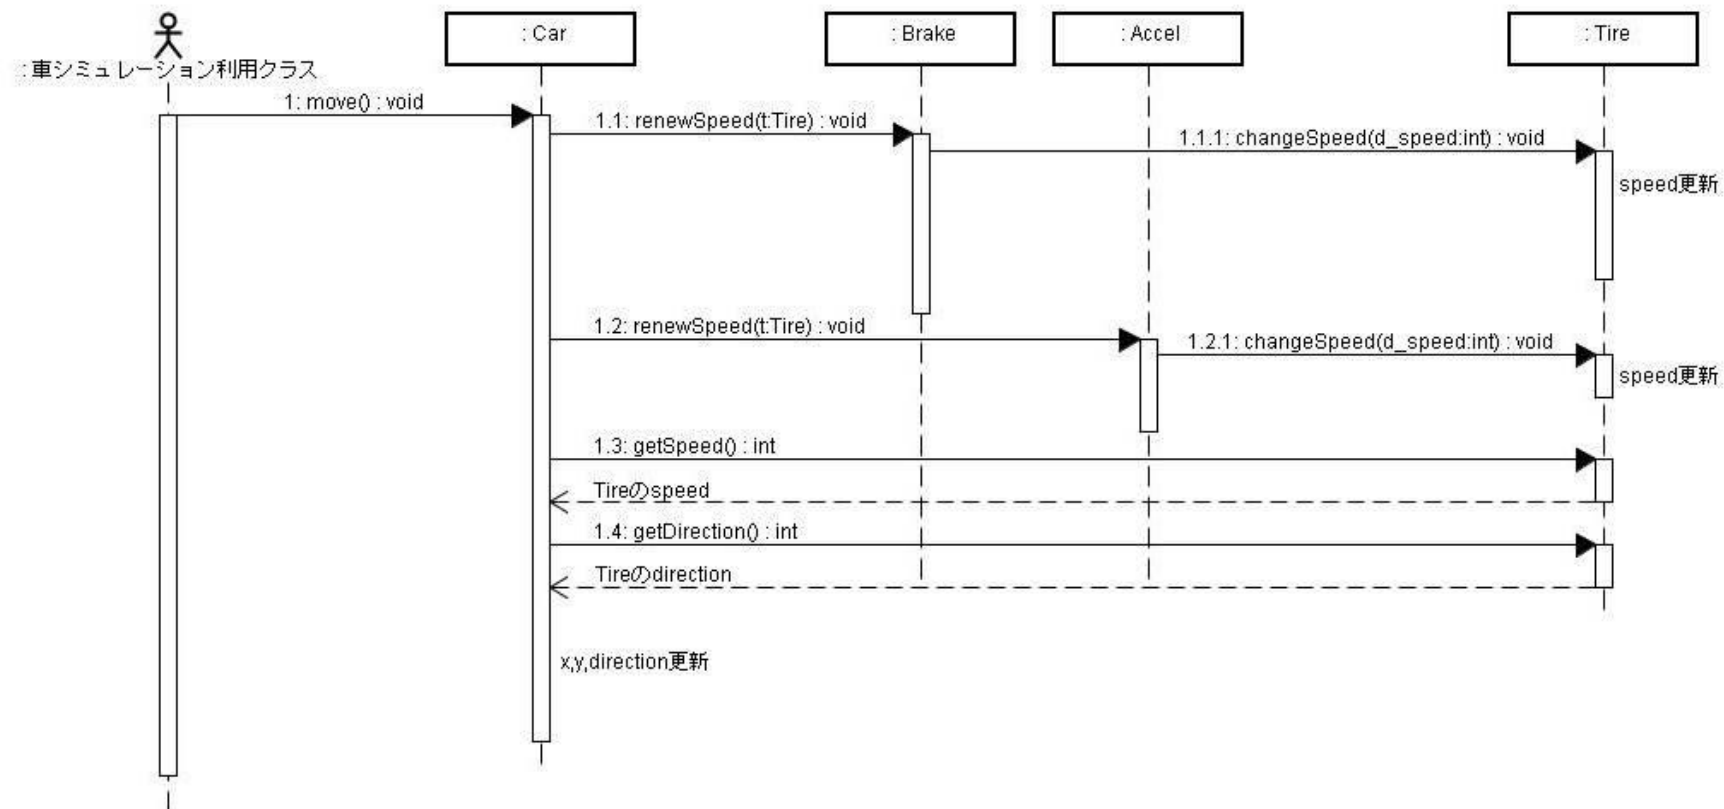 : Car
: Brake
: Accel
: Tire
: 車シミュレーション利用クラス
1: move() : void
1.1: renewSpeed(t:Tire) : void
1.1.1: changeSpeed(d_speed:int) : void
speed更新
1.2: renewSpeed(t:Tire) : void
1.2.1: changeSpeed(d_speed:int) : void
speed更新
1.3: getSpeed() : int
Tireのspeed
1.4: getDirection() : int
Tireのdirection
x,y,direction更新